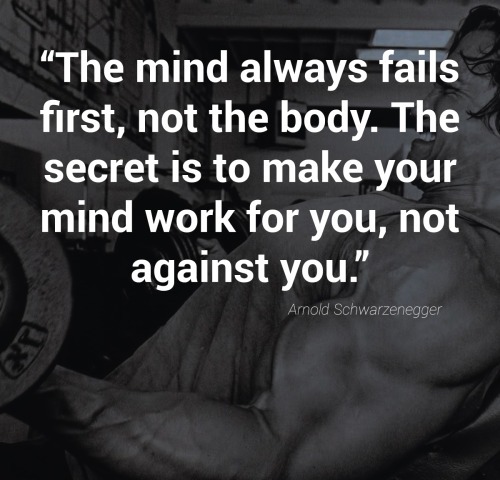 “The mind always fails
first, not the body. The
secret is to make your
mind work for you, not
against you.”
Arnold Schwarzenegger